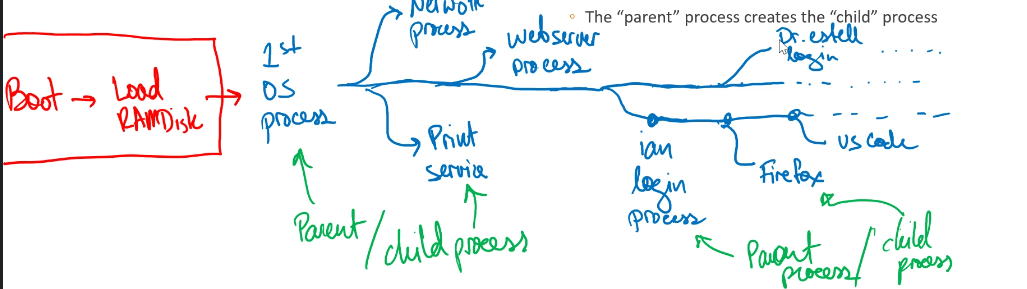 Network
process
The “parent” process creates the “child” process
webserver
process
Dr. estell
login
1st
OS
process
Boot → Load
RAMDisk
Print
service
ian
login
process
Firefox
VS code
Parent / child process
Parent
process / child
process